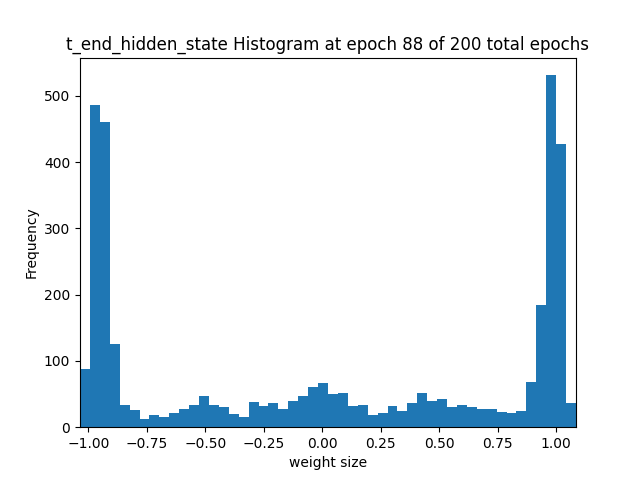 t_end_hidden_state Histogram at epoch 88 of 200 total epochs
500
400
300
200
100
0
Frequency
−1.00 −0.75 −0.50 −0.25 0.00 0.25 0.50 0.75 1.00
weight size